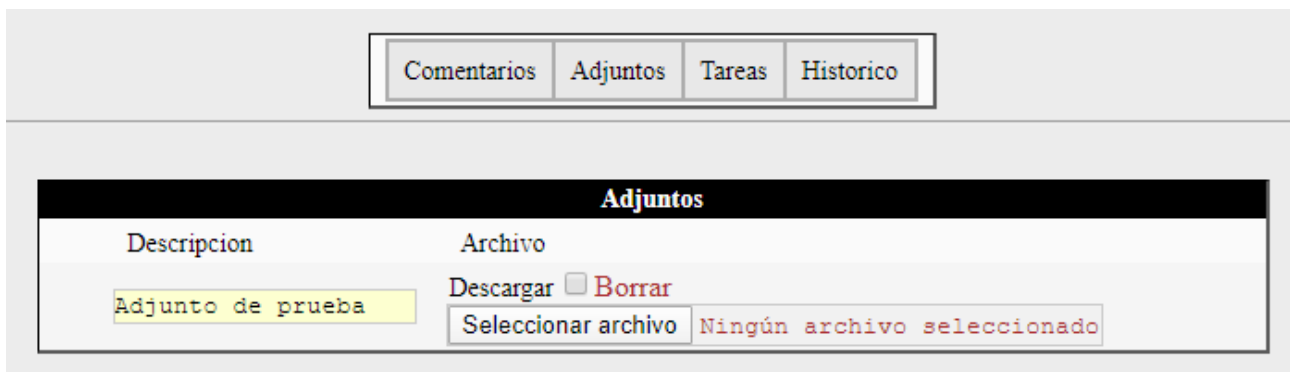 Comentarios Adjuntos Tareas Historico
Adjuntos
Descripcion Archivo
Descargar Borrar
Adjunto de prueba
Seleccionar archivo Ningún archivo seleccionado